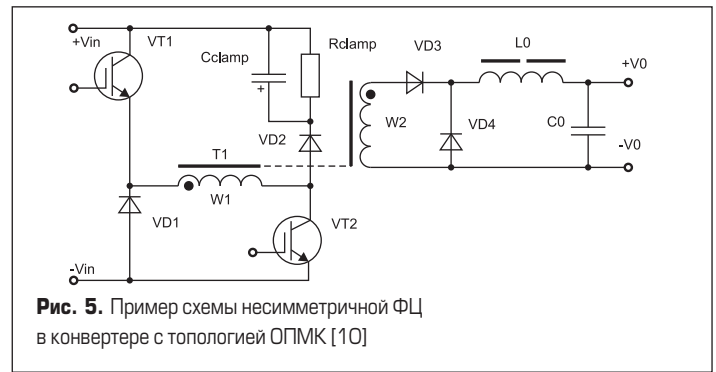 +Vin
VT1
Cclamp
+
Rclamp
VD3
L0
+V0
VD2
W2
VD4
C0
-V0
T1
W1
VD1
VT2
-Vin
Рис. 5. Пример схемы несимметричной ФЦ
в конвертере с топологией ОПМК [10]